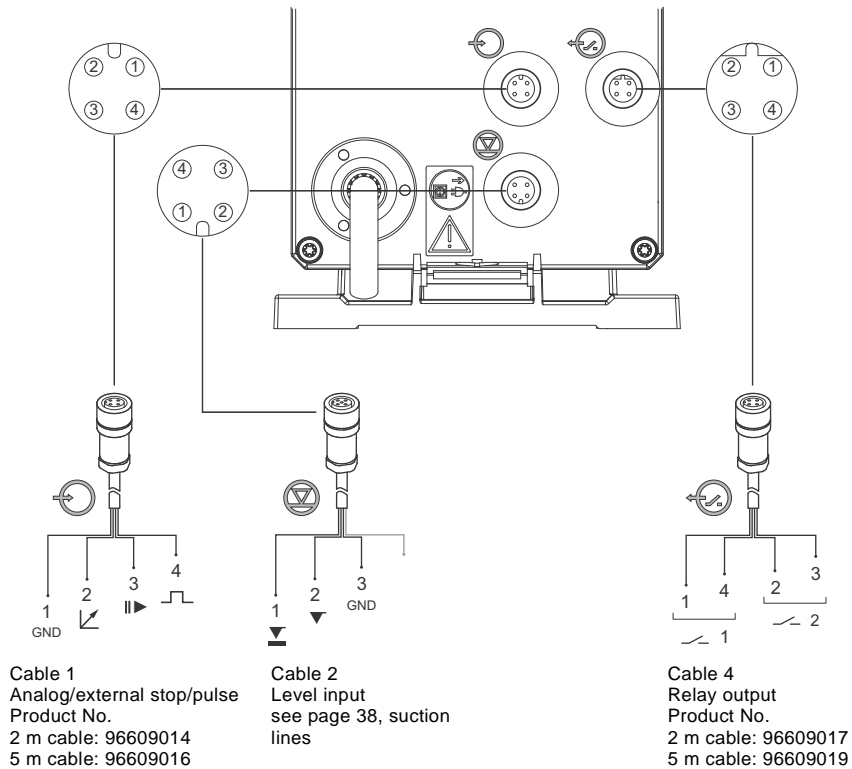 2 1
3 4
4 3
1 2
2 1
3 4
1 2 3 4
GND
1 2 3
GND
1 4 2 3
1 2
Cable 1
Analog/external stop/pulse
Product No.
2 m cable: 96609014
5 m cable: 96609016
Cable 2
Level input
see page 38, suction
lines
Cable 4
Relay output
Product No.
2 m cable: 96609017
5 m cable: 96609019